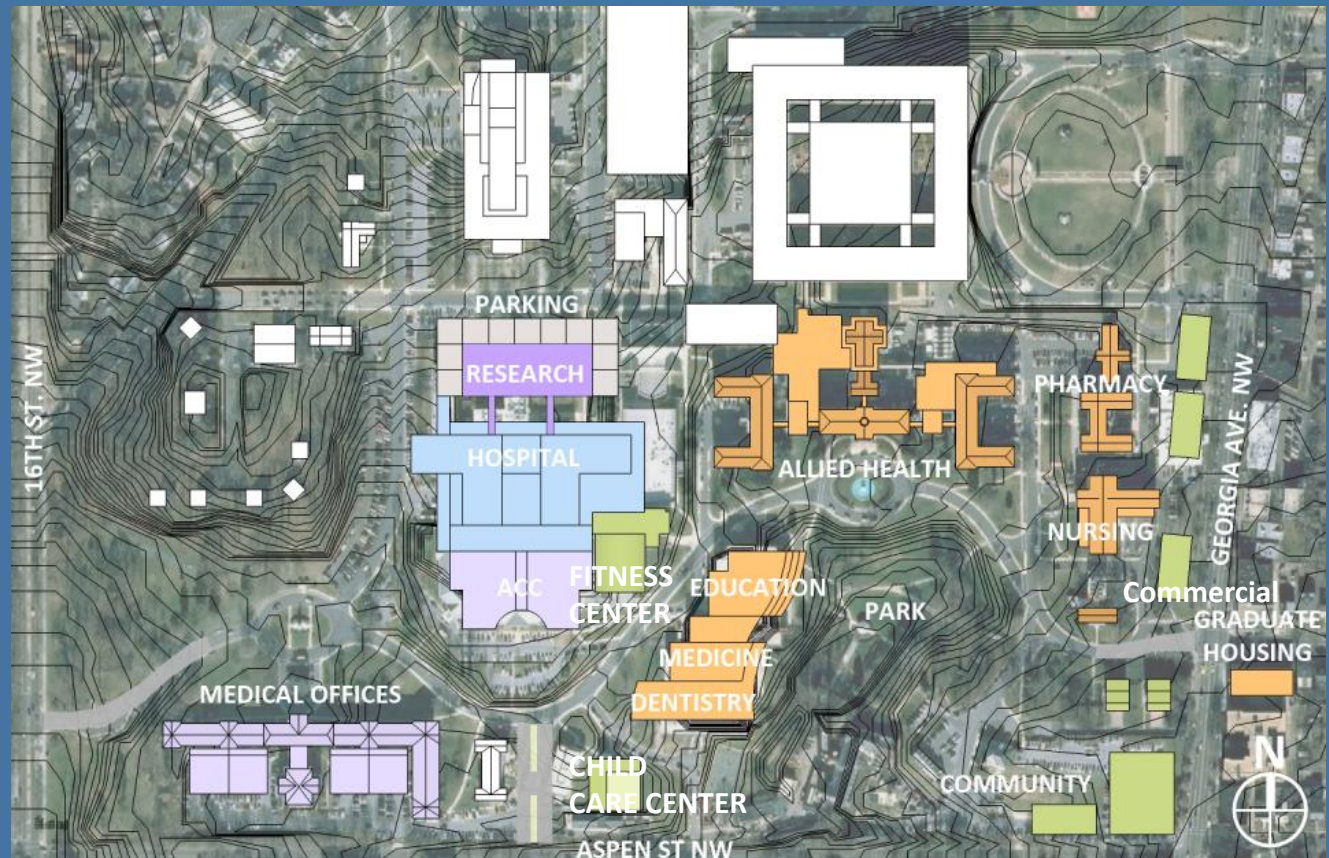 PARKING
RESEARCH
16TH ST. NW
HOSPITAL
PHARMACY
ALLIED HEALTH
GEORGIA AVE. NW
NURSING
ACC
FITNESS
CENTER
EDUCATION
PARK
Commercial
GRADUATE
HOUSING
MEDICINE
DENTISTRY
MEDICAL OFFICES
CHILD
CARE CENTER
COMMUNITY
N
ASPEN ST NW